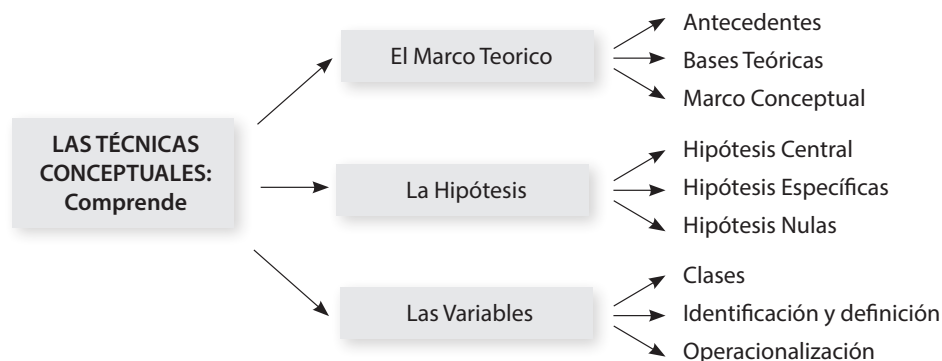 LAS TÉCNICAS
CONCEPTUALES:
Comprende
El Marco Teorico
Antecedentes
Bases Teóricas
Marco Conceptual
La Hipótesis
Hipótesis Central
Hipótesis Específicas
Hipótesis Nulas
Las Variables
Clases
Identificación y definición
Operacionalización